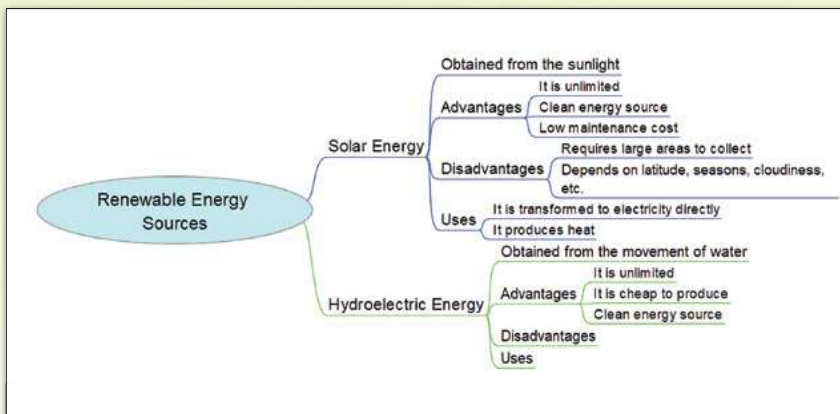 Renewable Energy
Sources
Solar Energy
Obtained from the sunlight
Advantages
It is unlimited
Clean energy source
Low maintenance cost
Disadvantages
Requires large areas to collect
Depends on latitude, seasons, cloudiness,
etc.
Uses
It is transformed to electricity directly
It produces heat
Hydroelectric Energy
Obtained from the movement of water
Advantages
It is unlimited
It is cheap to produce
Clean energy source
Disadvantages
Uses